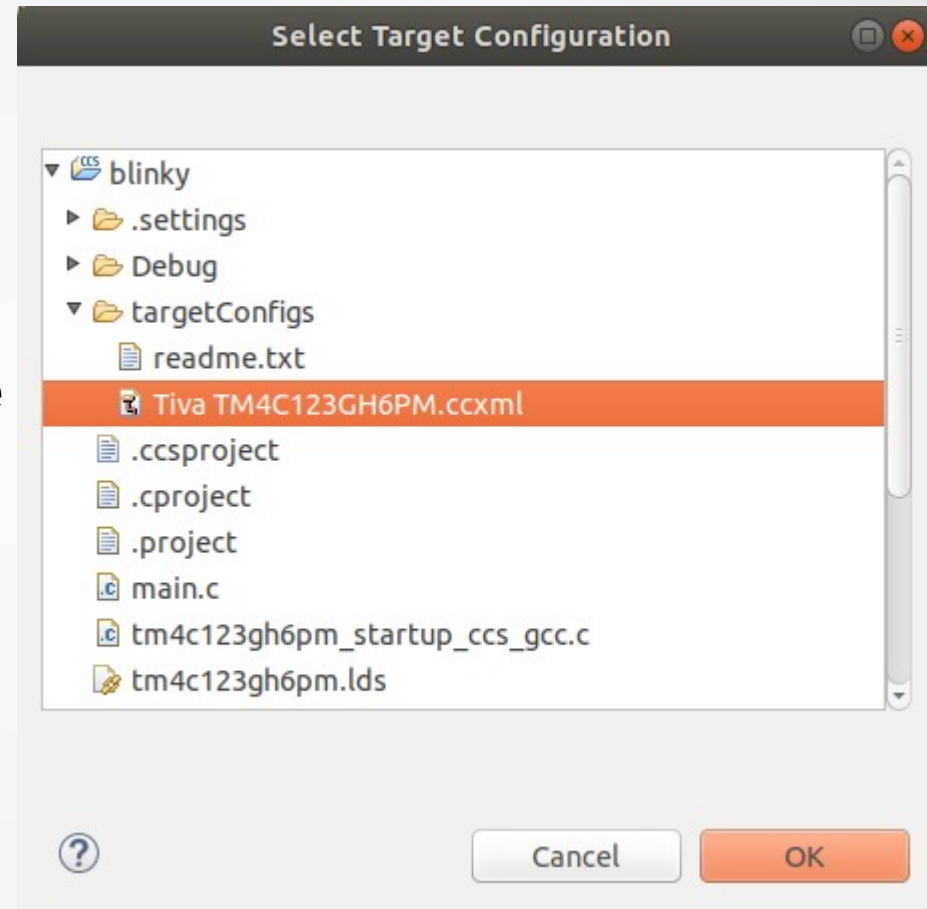 Select Target Configuration
blinky
.settings
Debug
targetConfigs
readme.txt
Tiva TM4C123GH6PM.ccxml
.ccsproject
.cproject
.project
main.c
tm4c123gh6pm_startup_ccs_gcc.c
tm4c123gh6pm.lds
Cancel
OK